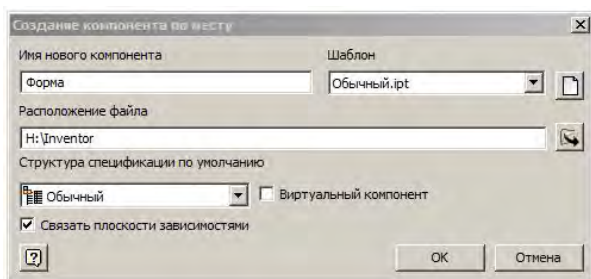 Создание компонента по месту
Имя нового компонента
Шаблон
Форма
Обычный.ipt
Расположение файла
H:\Inventor
Структура спецификации по умолчанию
Обычный
Виртуальный компонент
Связать плоскости зависимостями
?
OK
Отмена